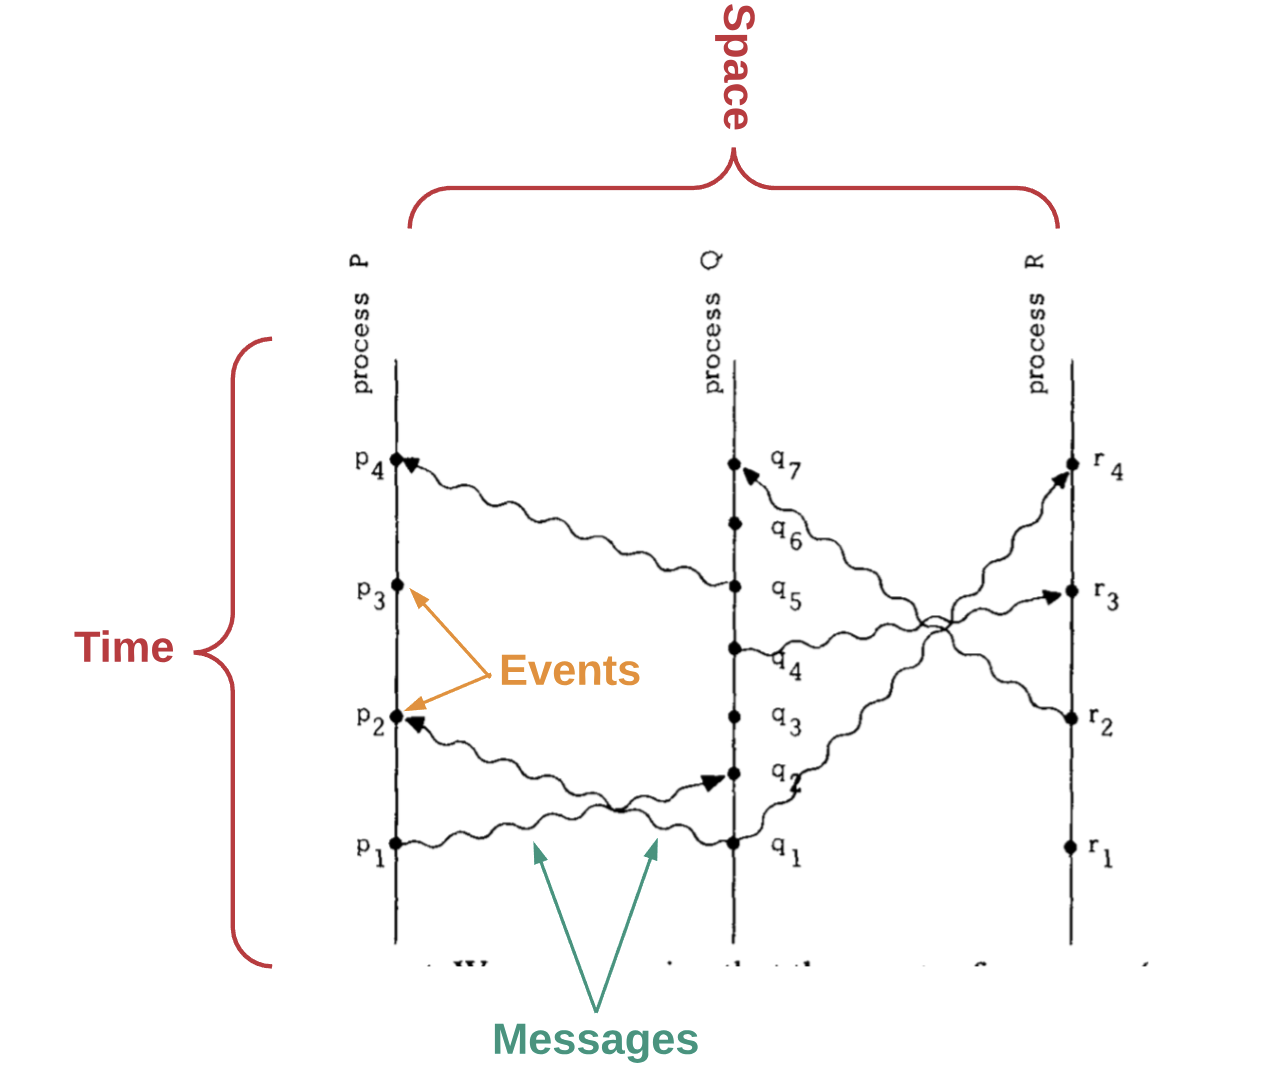 Space
process P
process Q
process R
p4
q7
r4
q6
p3
q5
r3
Time
Events
q4
p2
q3
r2
q2
p1
q1
r1
Messages